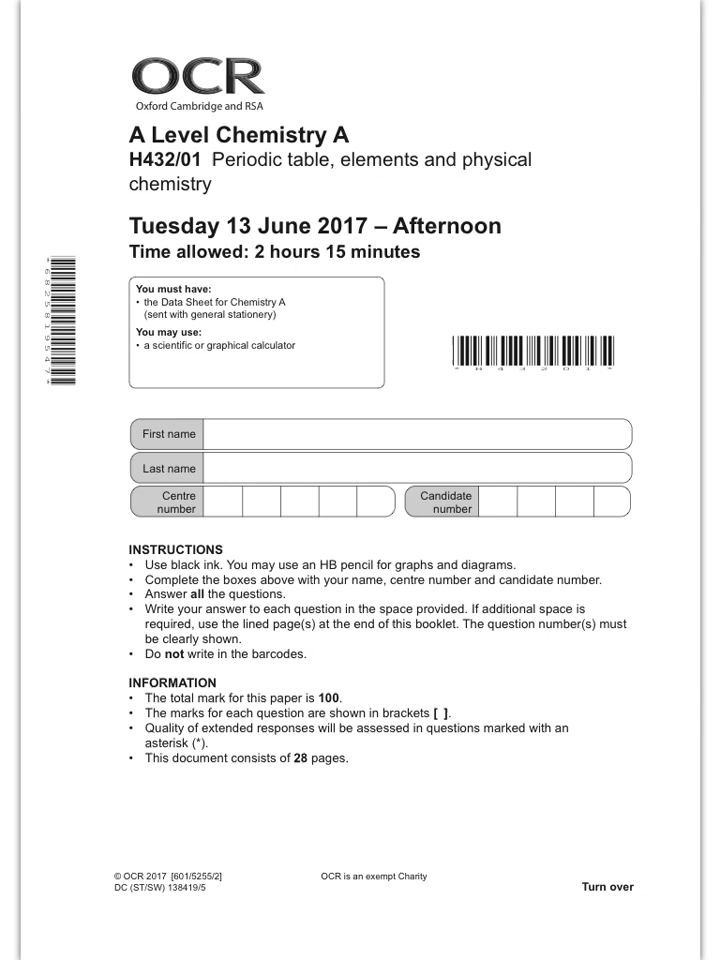 OCR
Oxford Cambridge and RSA
A Level Chemistry A
H432/01 Periodic table, elements and physical
chemistry
Tuesday 13 June 2017 – Afternoon
Time allowed: 2 hours 15 minutes
You must have:
• the Data Sheet for Chemistry A
(sent with general stationery)
You may use:
• a scientific or graphical calculator
*6825819547*
*H43201*
First name
Last name
Centre
number
Candidate
number
INSTRUCTIONS
• Use black ink. You may use an HB pencil for graphs and diagrams.
• Complete the boxes above with your name, centre number and candidate number.
• Answer all the questions.
• Write your answer to each question in the space provided. If additional space is
required, use the lined page(s) at the end of this booklet. The question number(s) must
be clearly shown.
• Do not write in the barcodes.
INFORMATION
• The total mark for this paper is 100.
• The marks for each question are shown in brackets [ ].
• Quality of extended responses will be assessed in questions marked with an
asterisk (*).
• This document consists of 28 pages.
© OCR 2017 [601/5255/2]
DC (ST/SW) 138419/5
OCR is an exempt Charity
Turn over